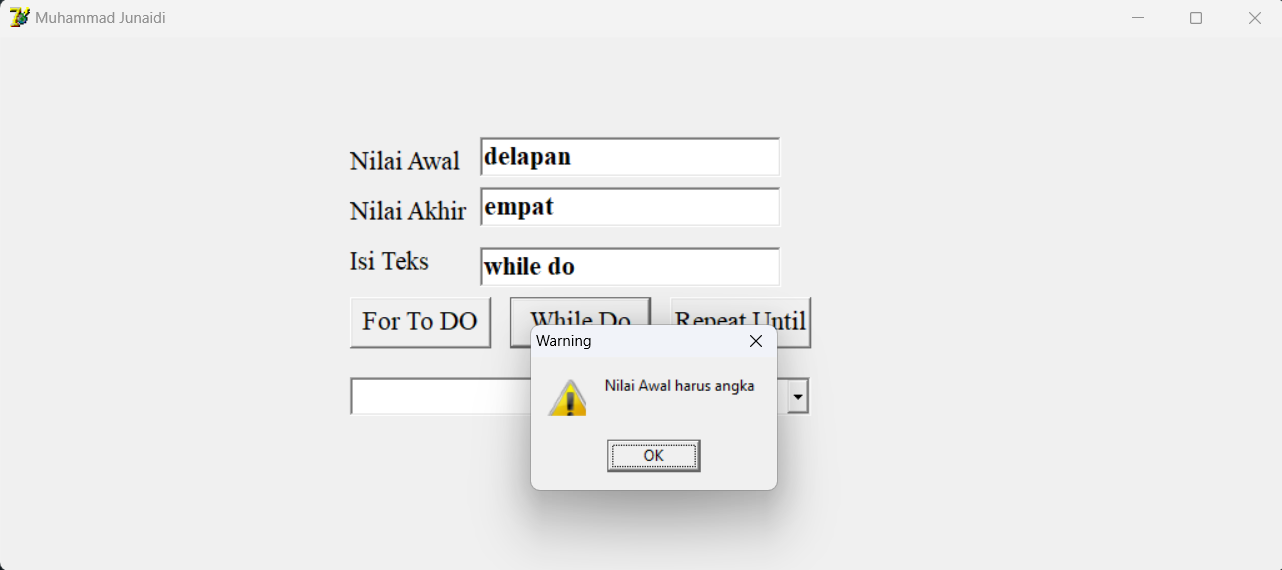 Muhammad Junaidi
Nilai Awal delapan
Nilai Akhir empat
Isi Teks while do
For To DO While Do Repeat Until
Warning
Nilai Awal harus angka
OK